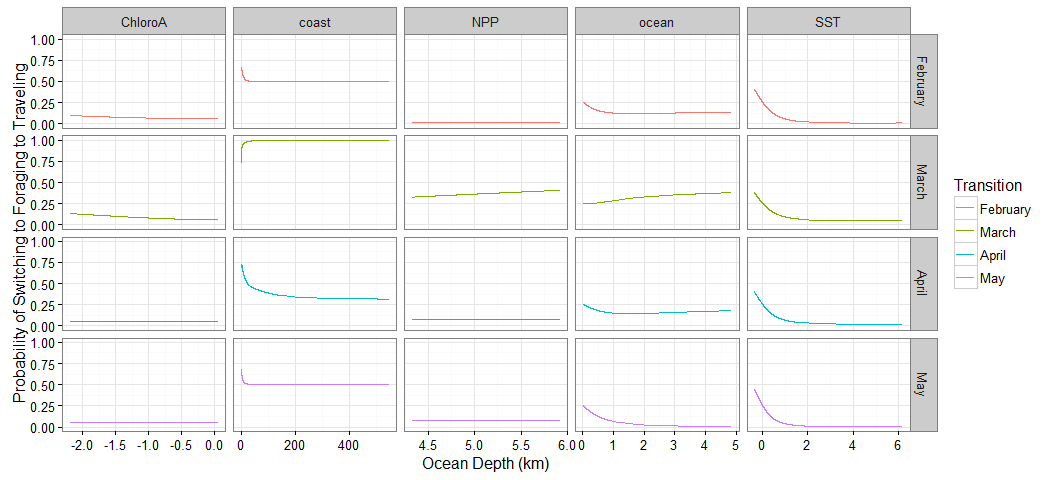 ChloroA coast NPP ocean SST
1.00
0.75
0.50
0.25
0.00
February
1.00
0.75
0.50
0.25
0.00
March
1.00
0.75
0.50
0.25
0.00
April
1.00
0.75
0.50
0.25
0.00
May
Probability of Switching to Foraging to Traveling
-2.0 -1.5 -1.0 -0.5 0.0 0 200 400 4.5 5.0 5.5 6.0 0 1 2 3 4 5 0 2 4 6
Ocean Depth (km)
Transition
February
March
April
May